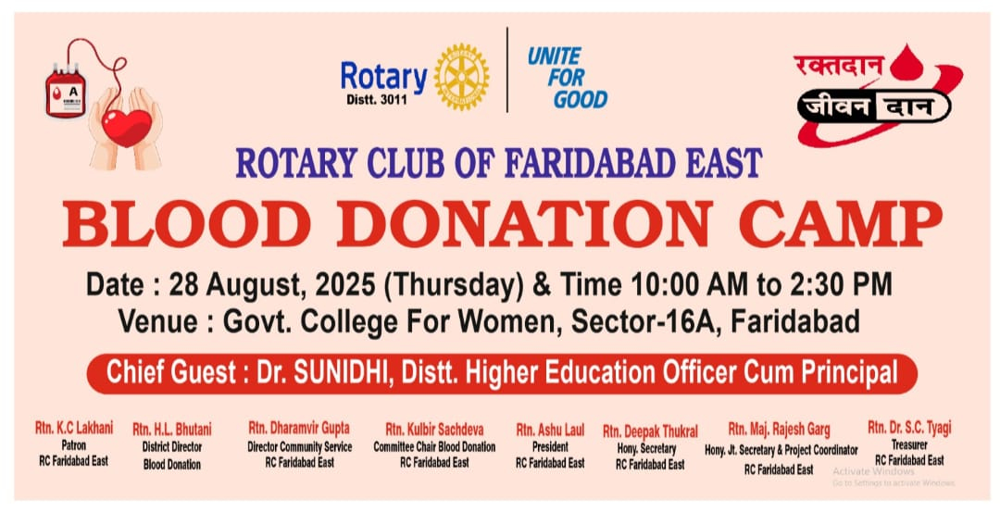 A
Rotary
Distt. 3011
UNITE
FOR
GOOD
रक्तदान
जीवन दान
ROTARY CLUB OF FARIDABAD EAST
BLOOD DONATION CAMP
Date : 28 August, 2025 (Thursday) & Time 10:00 AM to 2:30 PM
Venue : Govt. College For Women, Sector-16A, Faridabad
Chief Guest : Dr. SUNIDHI, Distt. Higher Education Officer Cum Principal
Rtn. K.C Lakhani
Patron
RC Faridabad East
Rtn. H.L. Bhutani
District Director
Blood Donation
Rtn. Dharamvir Gupta
Director Community Service
RC Faridabad East
Rtn. Kulbir Sachdeva
Committee Chair Blood Donation
RC Faridabad East
Rtn. Ashu Laul
President
RC Faridabad East
Rtn. Deepak Thukral
Hony. Secretary
RC Faridabad East
Rtn. Maj. Rajesh Garg
Hony. Jt. Secretary & Project Coordinator
RC Faridabad East
Rtn. Dr. S.C. Tyagi
Treasurer
RC Faridabad East
Activate Windows
Go to Settings to activate Windows.